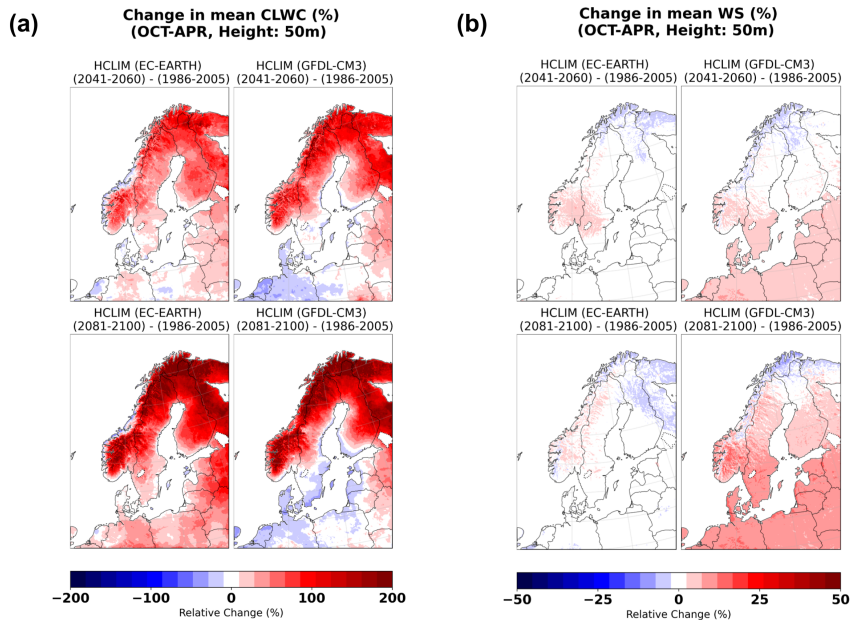 (a)
Change in mean CLWC (%)
(OCT-APR, Height: 50m)
HCLIM (EC-EARTH)
(2041-2060) - (1986-2005)
HCLIM (GFDL-CM3)
(2041-2060) - (1986-2005)
HCLIM (EC-EARTH)
(2081-2100) - (1986-2005)
HCLIM (GFDL-CM3)
(2081-2100) - (1986-2005)
−200 −100 0 100 200
Relative Change (%)
(b)
Change in mean WS (%)
(OCT-APR, Height: 50m)
HCLIM (EC-EARTH)
(2041-2060) - (1986-2005)
HCLIM (GFDL-CM3)
(2041-2060) - (1986-2005)
HCLIM (EC-EARTH)
(2081-2100) - (1986-2005)
HCLIM (GFDL-CM3)
(2081-2100) - (1986-2005)
−50 −25 0 25 50
Relative Change (%)